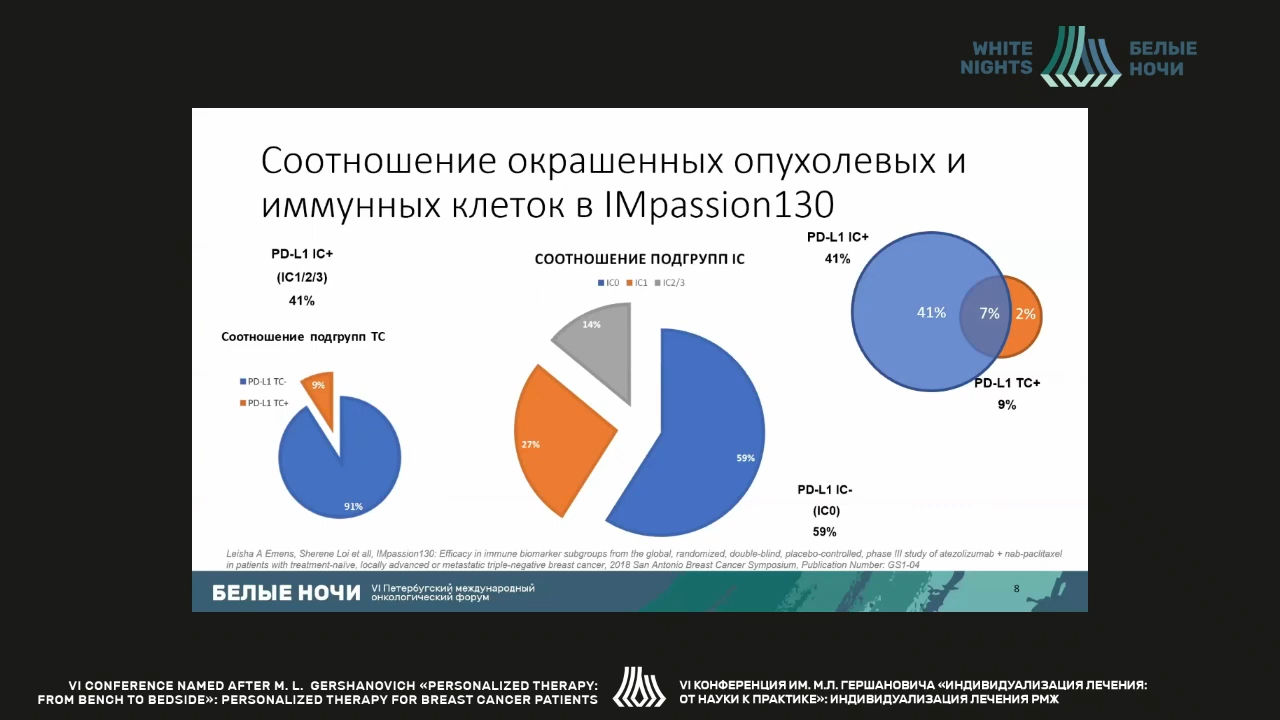 WHITE
NIGHTS
БЕЛЫЕ
НОЧИ
Соотношение окрашенных опухолевых и
иммунных клеток в IMpassion130
PD-L1 IC+
(IC1/2/3)
41%
Соотношение подгрупп TC
PD-L1 TC-
PD-L1 TC+
9%
91%
СООТНОШЕНИЕ ПОДГРУПП IC
IC0 IC1 IC2/3
14%
27%
59%
PD-L1 IC+
41%
41%
7%
2%
PD-L1 TC+
9%
PD-L1 IC-
(IC0)
59%
Leisha A Emens, Sherene Loi et all, IMpassion130: Efficacy in immune biomarker subgroups from the global, randomized, double-blind, placebo-controlled, phase III study of atezolizumab + nab-paclitaxel
in patients with treatment-naïve, locally advanced or metastatic triple-negative breast cancer, 2018 San Antonio Breast Cancer Symposium, Publication Number: GS1-04
БЕЛЫЕ НОЧИ
VI Петербургский международный
онкологический форум
8
VI CONFERENCE NAMED AFTER M. L. GERSHANOVICH «PERSONALIZED THERAPY:
FROM BENCH TO BEDSIDE»: PERSONALIZED THERAPY FOR BREAST CANCER PATIENTS
VI КОНФЕРЕНЦИЯ ИМ. М.Л. ГЕРШАНОВИЧА «ИНДИВИДУАЛИЗАЦИЯ ЛЕЧЕНИЯ:
ОТ НАУКИ К ПРАКТИКЕ»: ИНДИВИДУАЛИЗАЦИЯ ЛЕЧЕНИЯ РМЖ